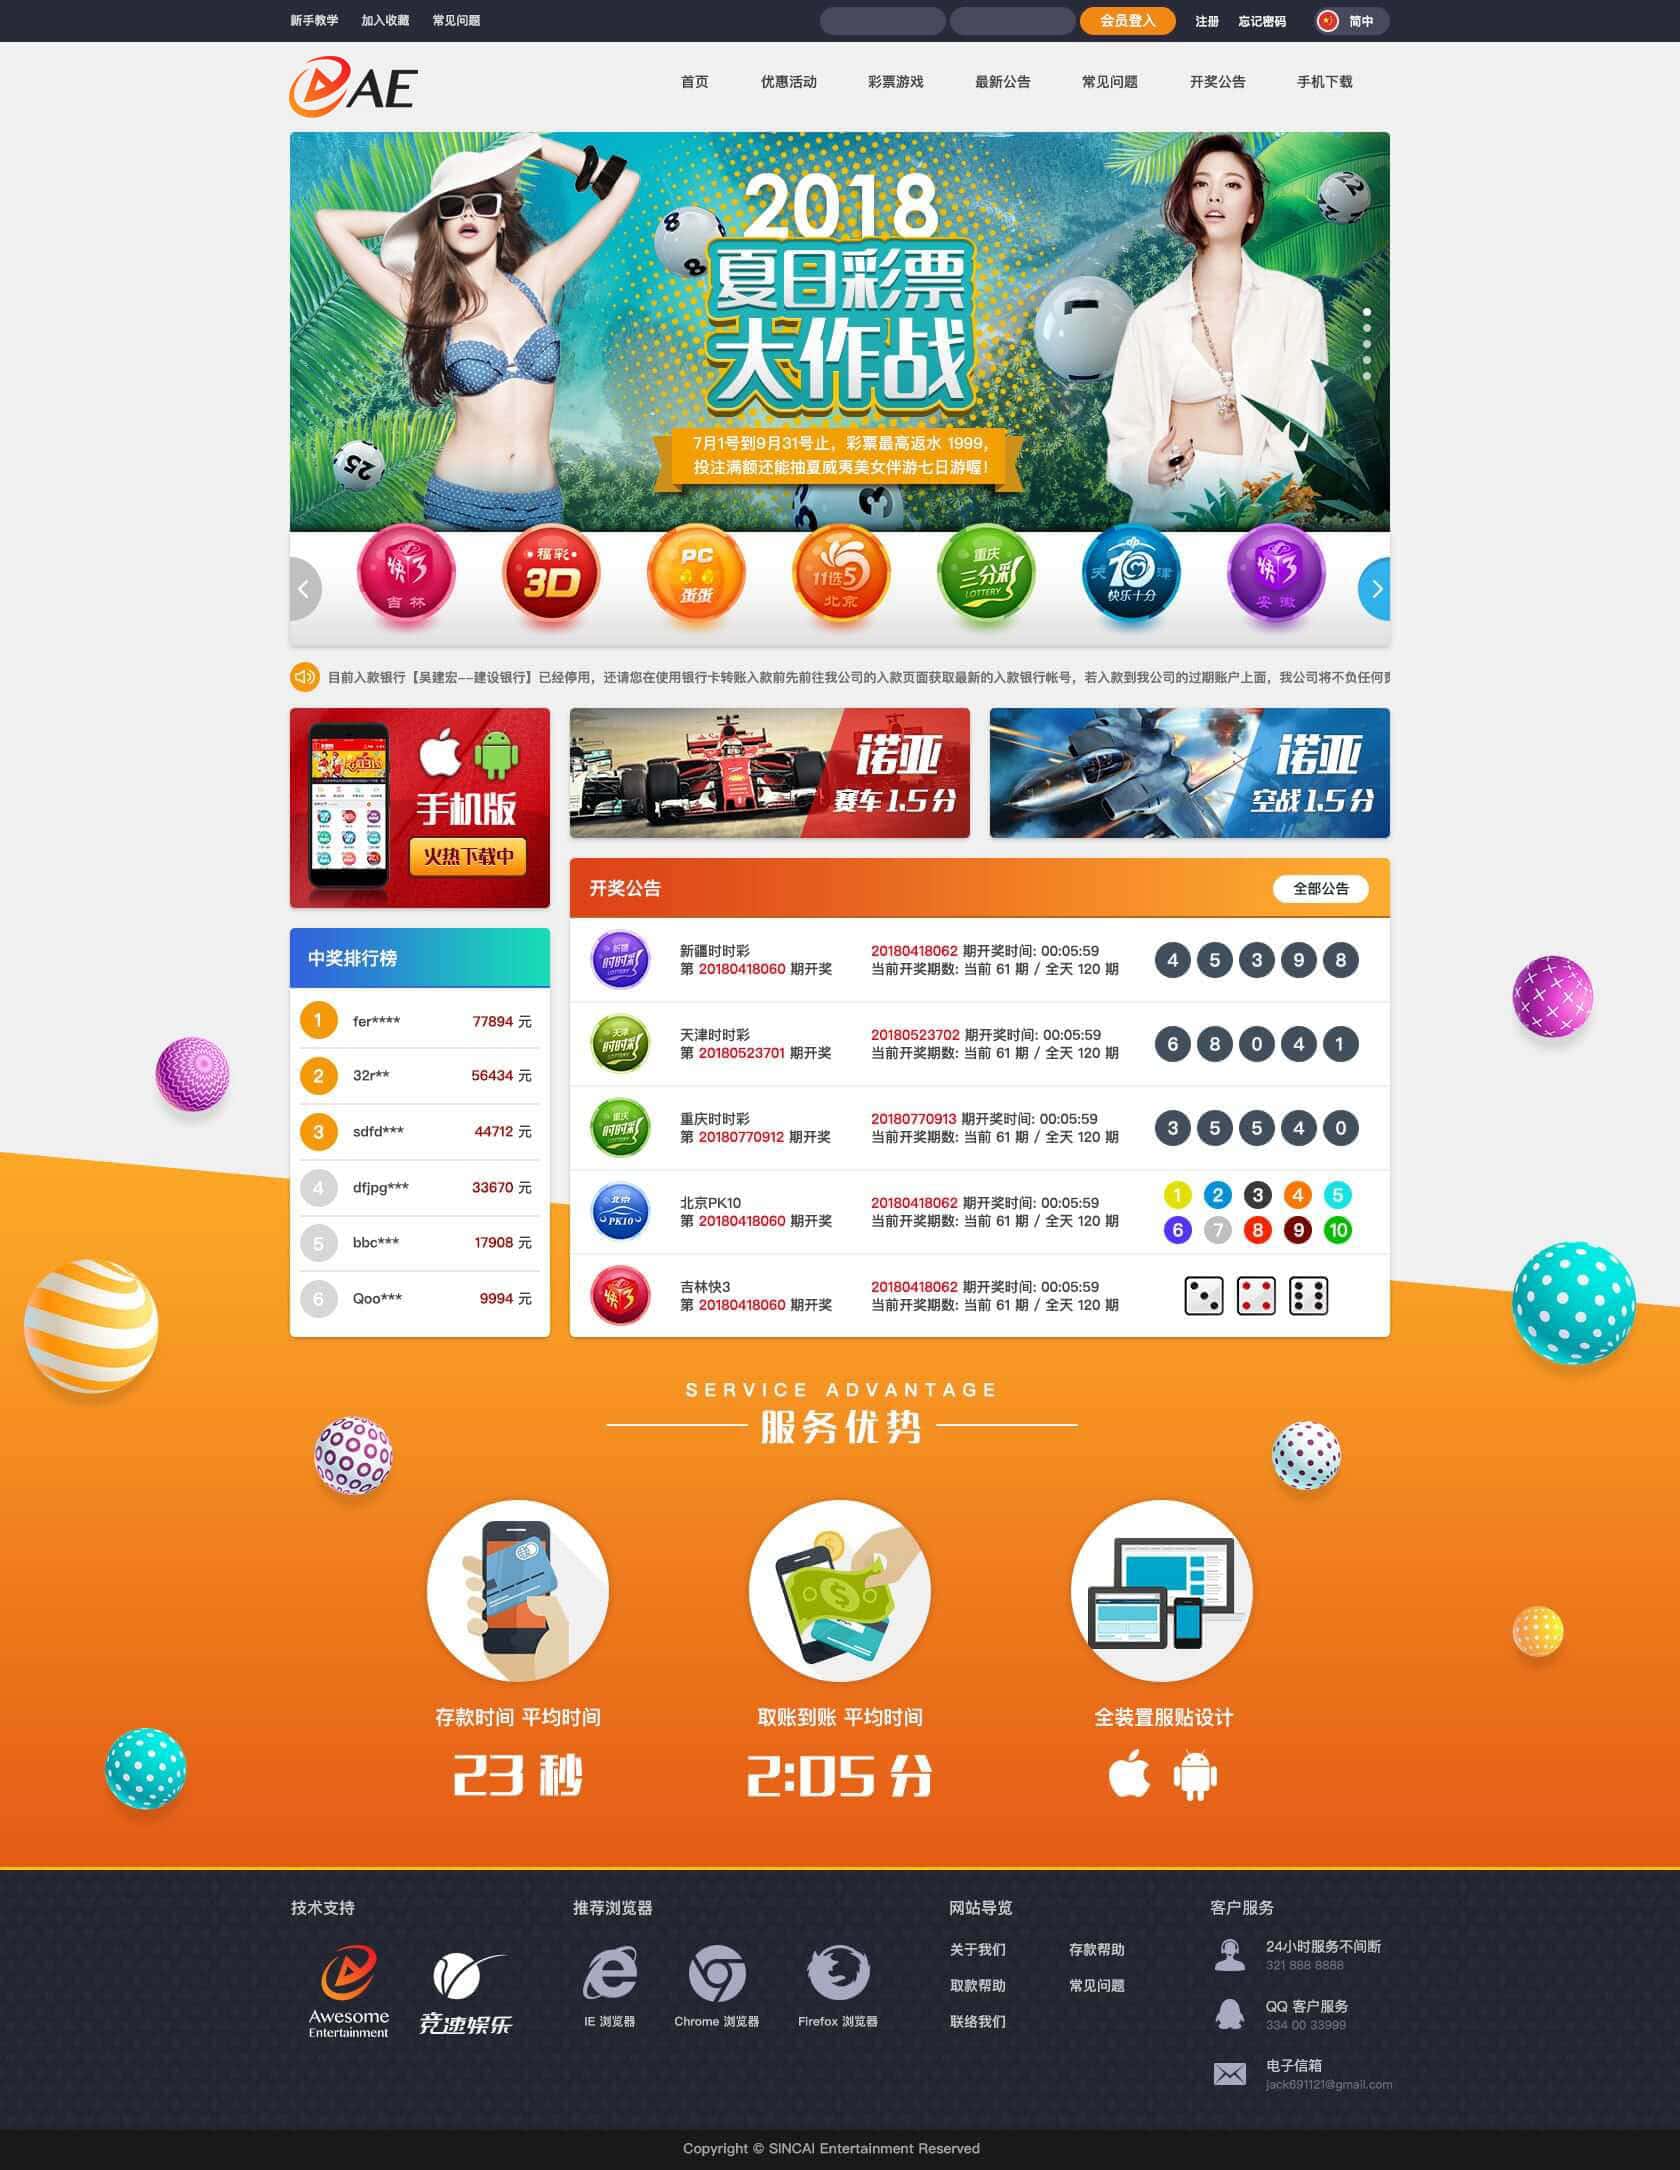 新手教学 加入收藏 常见问题
会员登入 注册 忘记密码 简中
AE
首页 优惠活动 彩票游戏 最新公告 常见问题 开奖公告 手机下载
2018
夏日彩票
大作战
7月1号到9月31号止，彩票最高返水 1999，
投注满额还能抽夏威夷美女伴游七日游喔！
8
8
12
25
3
快3
吉林
福彩
3D
PC
蛋蛋
11选5
北京
重庆
三分彩
LOTTERY
天津
10
快乐十分
快3
安徽
目前入款银行【吴建宏--建设银行】已经停用，还请您在使用银行卡转账入款前先前往我公司的入款页面获取最新的入款银行帐号，若入款到我公司的过期账户上面，我公司将不负任何
手机版
火热下载中
诺亚
赛车1.5分
诺亚
空战1.5分
中奖排行榜
1 fer**** 77894 元
2 32r** 56434 元
3 sdfd*** 44712 元
4 dfjpg*** 33670 元
5 bbc*** 17908 元
6 Qoo*** 9994 元
开奖公告 全部公告
新疆
时时彩
LOTTERY
新疆时时彩 20180418062 期开奖时间: 00:05:59
第 20180418060 期开奖 当前开奖期数: 当前 61 期 / 全天 120 期
4 5 3 9 8
天津
时时彩
LOTTERY
天津时时彩 20180523702 期开奖时间: 00:05:59
第 20180523701 期开奖 当前开奖期数: 当前 61 期 / 全天 120 期
6 8 0 4 1
重庆
时时彩
LOTTERY
重庆时时彩 20180770913 期开奖时间: 00:05:59
第 20180770912 期开奖 当前开奖期数: 当前 61 期 / 全天 120 期
3 5 5 4 0
北京
PK10
北京PK10 20180418062 期开奖时间: 00:05:59
第 20180418060 期开奖 当前开奖期数: 当前 61 期 / 全天 120 期
1 2 3 4 5
6 7 8 9 10
快3
吉林快3 20180418062 期开奖时间: 00:05:59
第 20180418060 期开奖 当前开奖期数: 当前 61 期 / 全天 120 期
SERVICE ADVANTAGE
服务优势
存款时间 平均时间
23 秒
取账到账 平均时间
2:05 分
全装置服贴设计
技术支持
Awesome
Entertainment
竞速娱乐
推荐浏览器
IE 浏览器 Chrome 浏览器 Firefox 浏览器
网站导览
关于我们 存款帮助
取款帮助 常见问题
联络我们
客户服务
24小时服务不间断
321 888 8888
QQ 客户服务
334 00 33999
电子信箱
jack691121@gmail.com
Copyright © SINCAI Entertainment Reserved